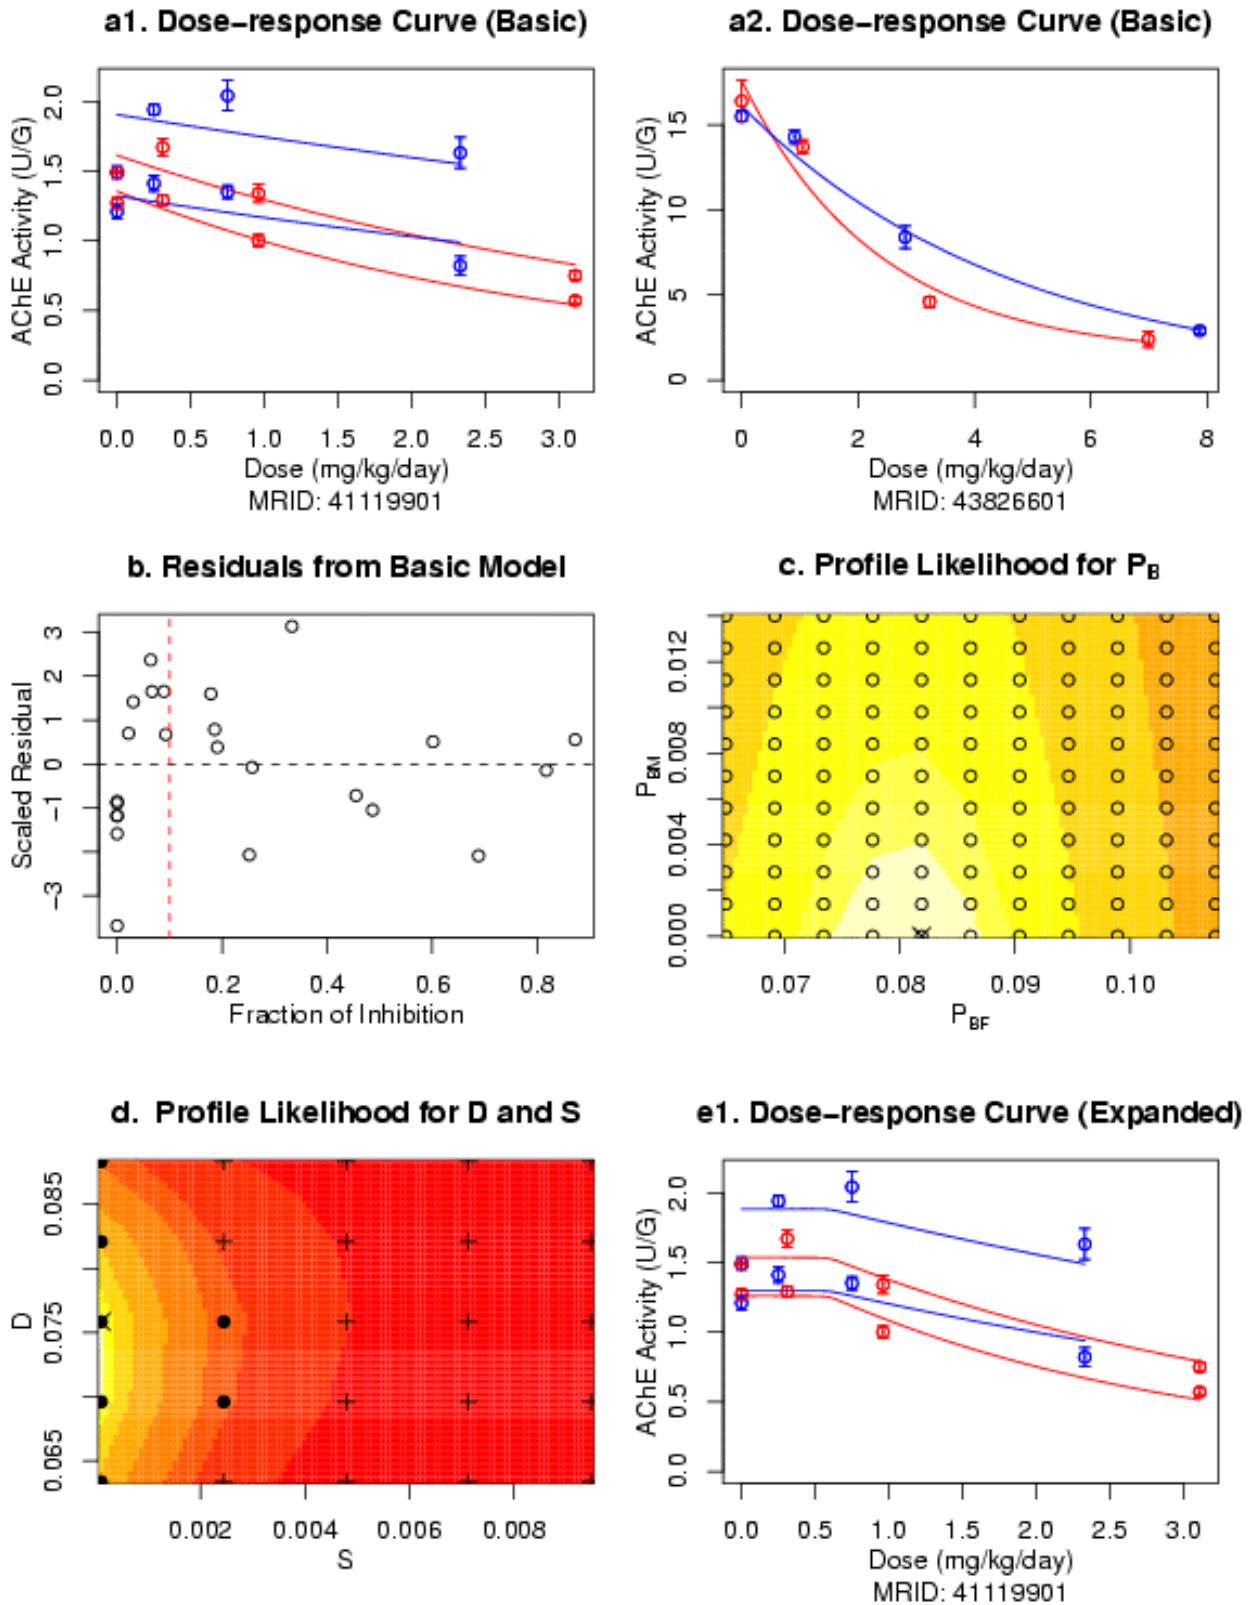 a1. Dose-response Curve (Basic)
AChE Activity (U/G)
0.0 0.5 1.0 1.5 2.0
0.0 0.5 1.0 1.5 2.0 2.5 3.0
Dose (mg/kg/day)
MRID: 41119901
a2. Dose-response Curve (Basic)
AChE Activity (U/G)
0 5 10 15
0 2 4 6 8
Dose (mg/kg/day)
MRID: 43826601
b. Residuals from Basic Model
Scaled Residual
-3 -1 0 1 2 3
0.0 0.2 0.4 0.6 0.8
Fraction of Inhibition
c. Profile Likelihood for PB
PBM
0.000 0.004 0.008 0.012
0.07 0.08 0.09 0.10
PBF
d. Profile Likelihood for D and S
D
0.065 0.075 0.085
0.002 0.004 0.006 0.008
S
e1. Dose-response Curve (Expanded)
AChE Activity (U/G)
0.0 0.5 1.0 1.5 2.0
0.0 0.5 1.0 1.5 2.0 2.5 3.0
Dose (mg/kg/day)
MRID: 41119901